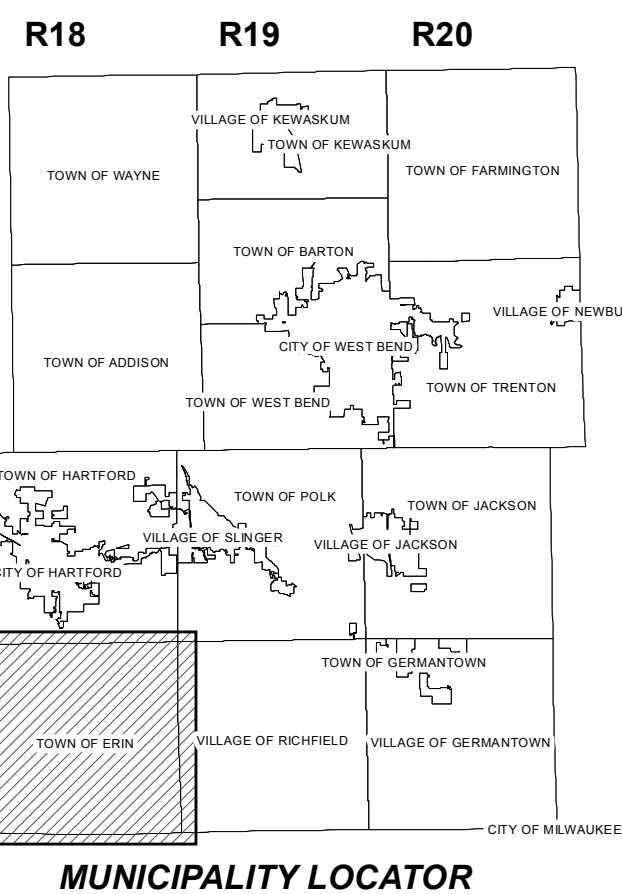 R18 R19 R20
VILLAGE OF KEWASKUM
TOWN OF KEWASKUM
TOWN OF WAYNE
TOWN OF FARMINGTON
TOWN OF BARTON
VILLAGE OF NEWBU
CITY OF WEST BEND
TOWN OF ADDISON
TOWN OF TRENTON
TOWN OF WEST BEND
TOWN OF HARTFORD
TOWN OF POLK
TOWN OF JACKSON
VILLAGE OF SLINGER
VILLAGE OF JACKSON
CITY OF HARTFORD
TOWN OF GERMANTOWN
TOWN OF ERIN
VILLAGE OF RICHFIELD
VILLAGE OF GERMANTOWN
CITY OF MILWAUKEE
MUNICIPALITY LOCATOR